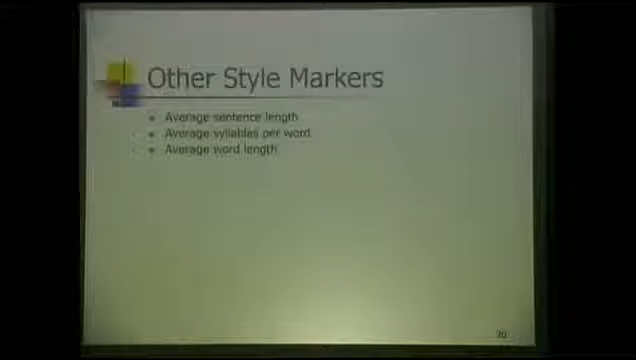 Other Style Markers
Average sentence length
Average syllables per word
Average word length